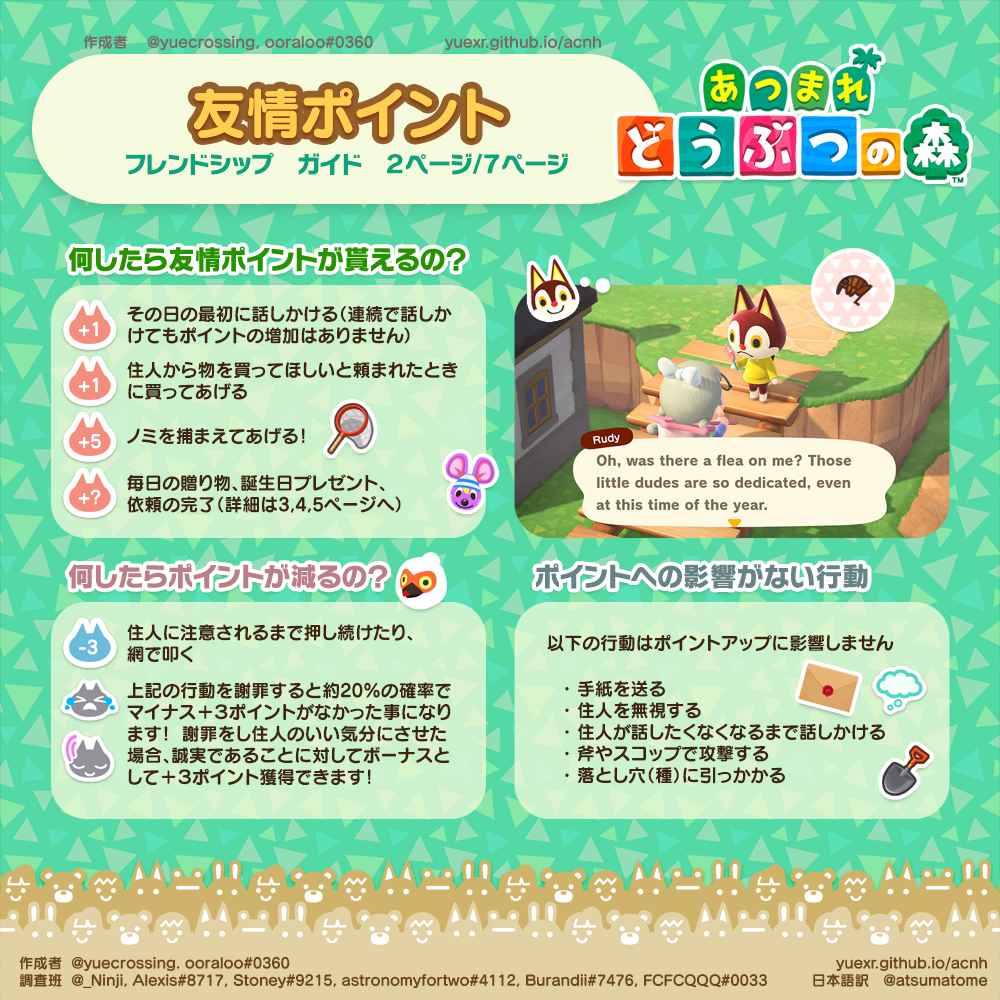 作成者 @yuecrossing, ooraloo#0360 yuexr.github.io/acnh
友情ポイント
フレンドシップ ガイド 2ページ/7ページ
あつまれ
どうぶつの森
TM
何したら友情ポイントが貰えるの?
+1
その日の最初に話しかける(連続で話しか
けてもポイントの増加はありません)
+1
住人から物を買ってほしいと頼まれたとき
に買ってあげる
+5
ノミを捕まえてあげる!
+?
毎日の贈り物、誕生日プレゼント、
依頼の完了(詳細は3,4,5ページへ)
Rudy
Oh, was there a flea on me? Those
little dudes are so dedicated, even
at this time of the year.
何したらポイントが減るの?
-3
住人に注意されるまで押し続けたり、
網で叩く
上記の行動を謝罪すると約20%の確率で
マイナス+3ポイントがなかった事になり
ます! 謝罪をし住人のいい気分にさせた
場合、誠実であることに対してボーナスと
して+3ポイント獲得できます!
ポイントへの影響がない行動
以下の行動はポイントアップに影響しません
・手紙を送る
・住人を無視する
・住人が話したくなくなるまで話しかける
・斧やスコップで攻撃する
・落とし穴(種)に引っかかる
作成者 @yuecrossing. ooraloo#0360
調査班 @_Ninji, Alexis#8717, Stoney#9215, astronomyfortwo#4112, Burandii#7476, FCFCQQQ#0033
yuexr.github.io/acnh
日本語訳 @atsumatome